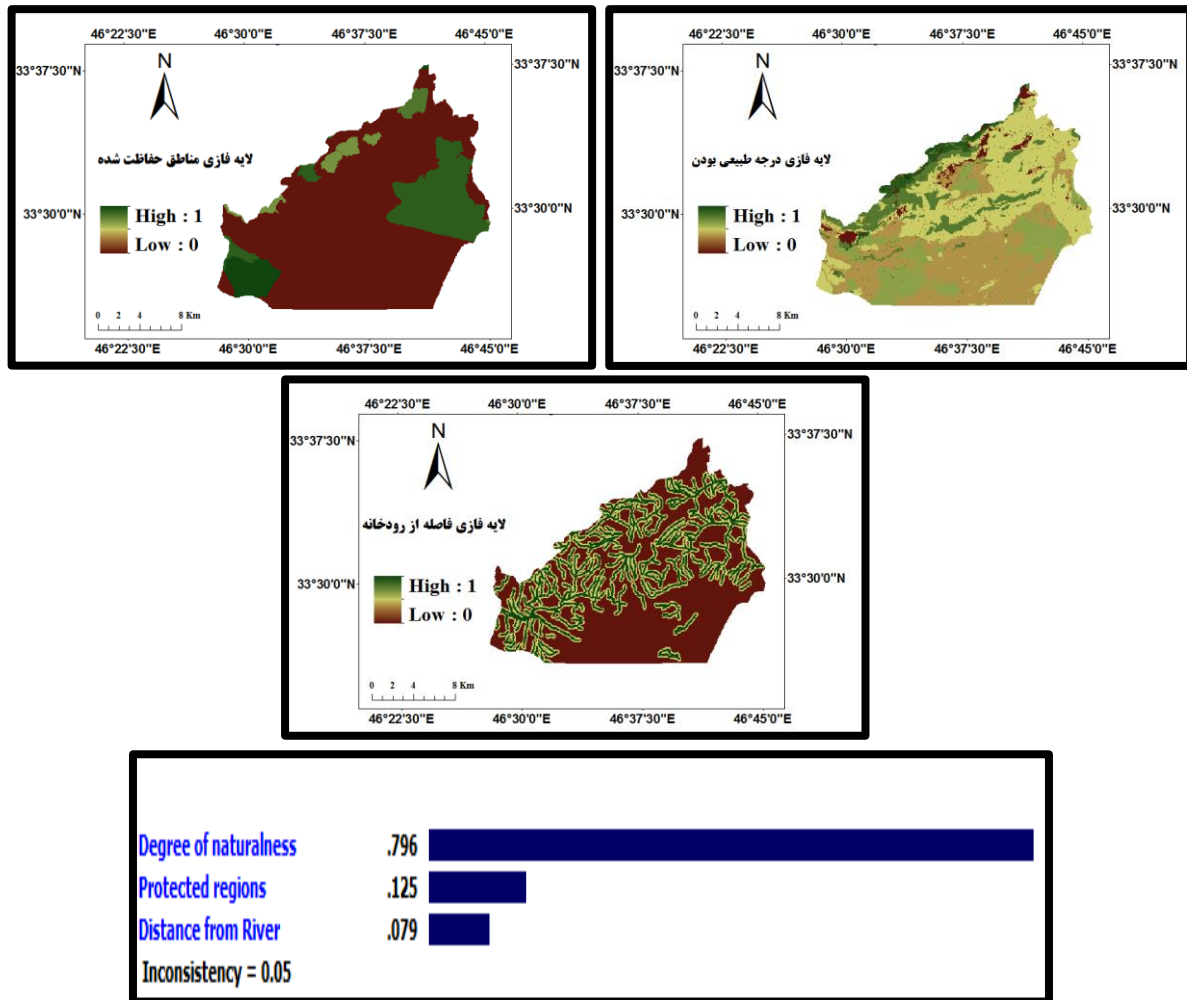 46°22'30"E 46°30'0"E 46°37'30"E 46°45'0"E
33°37'30"N 33°37'30"N
N
لایه فازی مناطق حفاظت شده
33°30'0"N 33°30'0"N
High : 1
Low : 0
0 2 4 8 Km
46°22'30"E 46°30'0"E 46°37'30"E 46°45'0"E
46°22'30"E 46°30'0"E 46°37'30"E 46°45'0"E
33°37'30"N 33°37'30"N
N
لایه فازی درجه طبیعی بودن
33°30'0"N 33°30'0"N
High : 1
Low : 0
0 2 4 8 Km
46°22'30"E 46°30'0"E 46°37'30"E 46°45'0"E
46°22'30"E 46°30'0"E 46°37'30"E 46°45'0"E
33°37'30"N 33°37'30"N
N
لایه فازی فاصله از رودخانه
33°30'0"N 33°30'0"N
High : 1
Low : 0
0 2 4 8 Km
46°22'30"E 46°30'0"E 46°37'30"E 46°45'0"E
Degree of naturalness .796
Protected regions .125
Distance from River .079
Inconsistency = 0.05